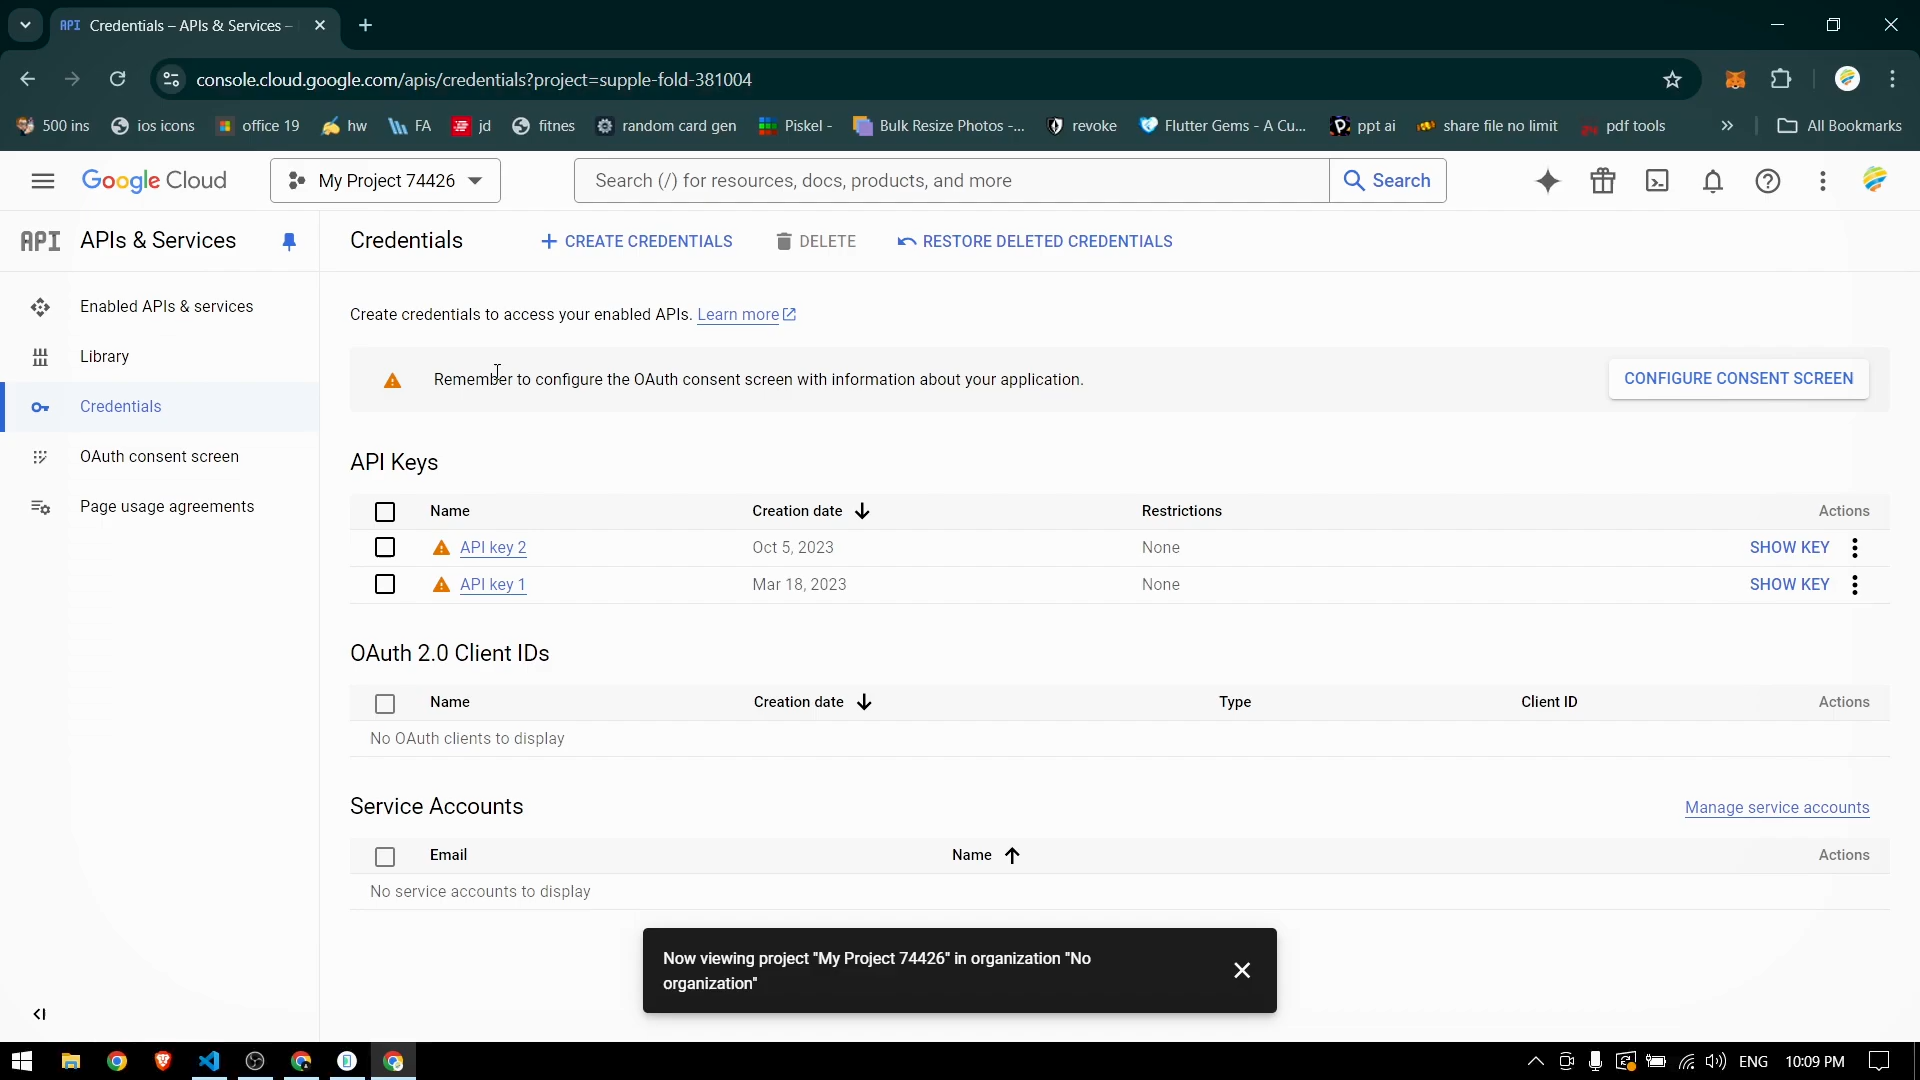 API Credentials – APIs & Services –
console.cloud.google.com/apis/credentials?project=supple-fold-381004
500 ins ios icons office 19 hw FA jd fitnes random card gen Piskel - Bulk Resize Photos -... revoke Flutter Gems - A Cu... ppt ai share file no limit pdf tools » All Bookmarks
Google Cloud My Project 74426 Search (/) for resources, docs, products, and more Search
API APIs & Services Credentials + CREATE CREDENTIALS DELETE RESTORE DELETED CREDENTIALS
Enabled APIs & services
Library
Credentials
OAuth consent screen
Page usage agreements
Create credentials to access your enabled APIs. Learn more
Remember to configure the OAuth consent screen with information about your application. CONFIGURE CONSENT SCREEN
API Keys
Name Creation date Restrictions Actions
API key 2 Oct 5, 2023 None SHOW KEY
API key 1 Mar 18, 2023 None SHOW KEY
OAuth 2.0 Client IDs
Name Creation date Type Client ID Actions
No OAuth clients to display
Service Accounts Manage service accounts
Email Name Actions
No service accounts to display
Now viewing project "My Project 74426" in organization "No
organization"
ENG 10:09 PM